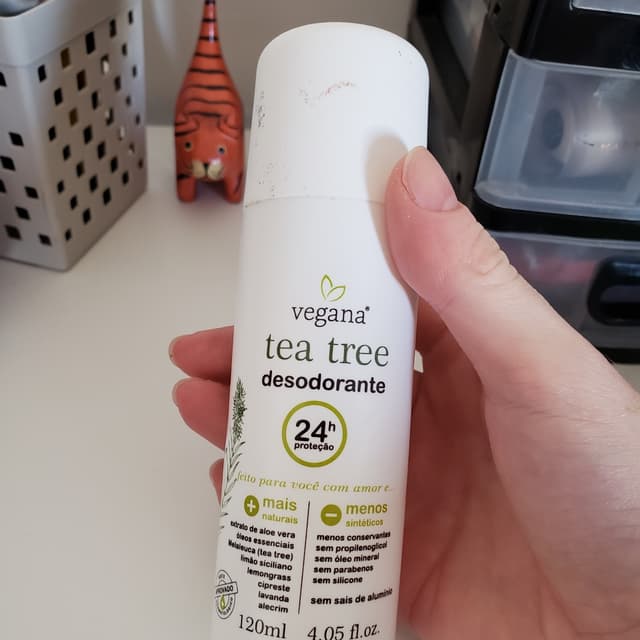 vegana®
tea tree
desodorante
24h
proteção
feito para você com amor e...
+ mais
naturais
extrato de aloe vera
óleos essenciais
Melaleuca (tea tree)
limão siciliano
lemongrass
cipreste
lavanda
alecrim
- menos
sintéticos
menos conservantes
sem propilenoglicol
sem óleo mineral
sem parabenos
sem silicone
sem sais de alumínio
120ml 4.05 fl.oz.